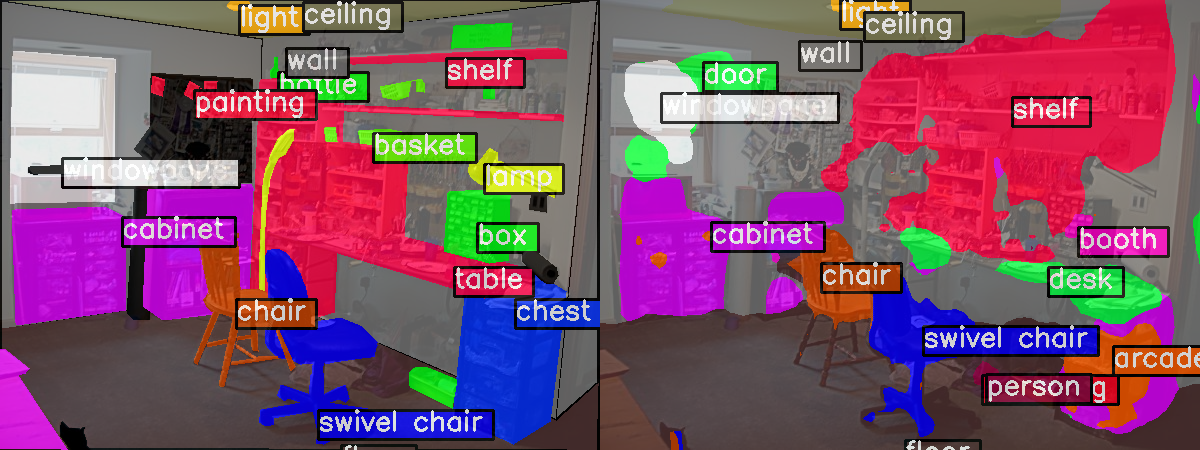 light
ceiling
wall
bottle
shelf
painting
basket
windowpane
lamp
cabinet
box
table
chair
chest
swivel chair
light
ceiling
wall
door
windowpane
shelf
cabinet
booth
chair
desk
swivel chair
arcade
person
g
floor